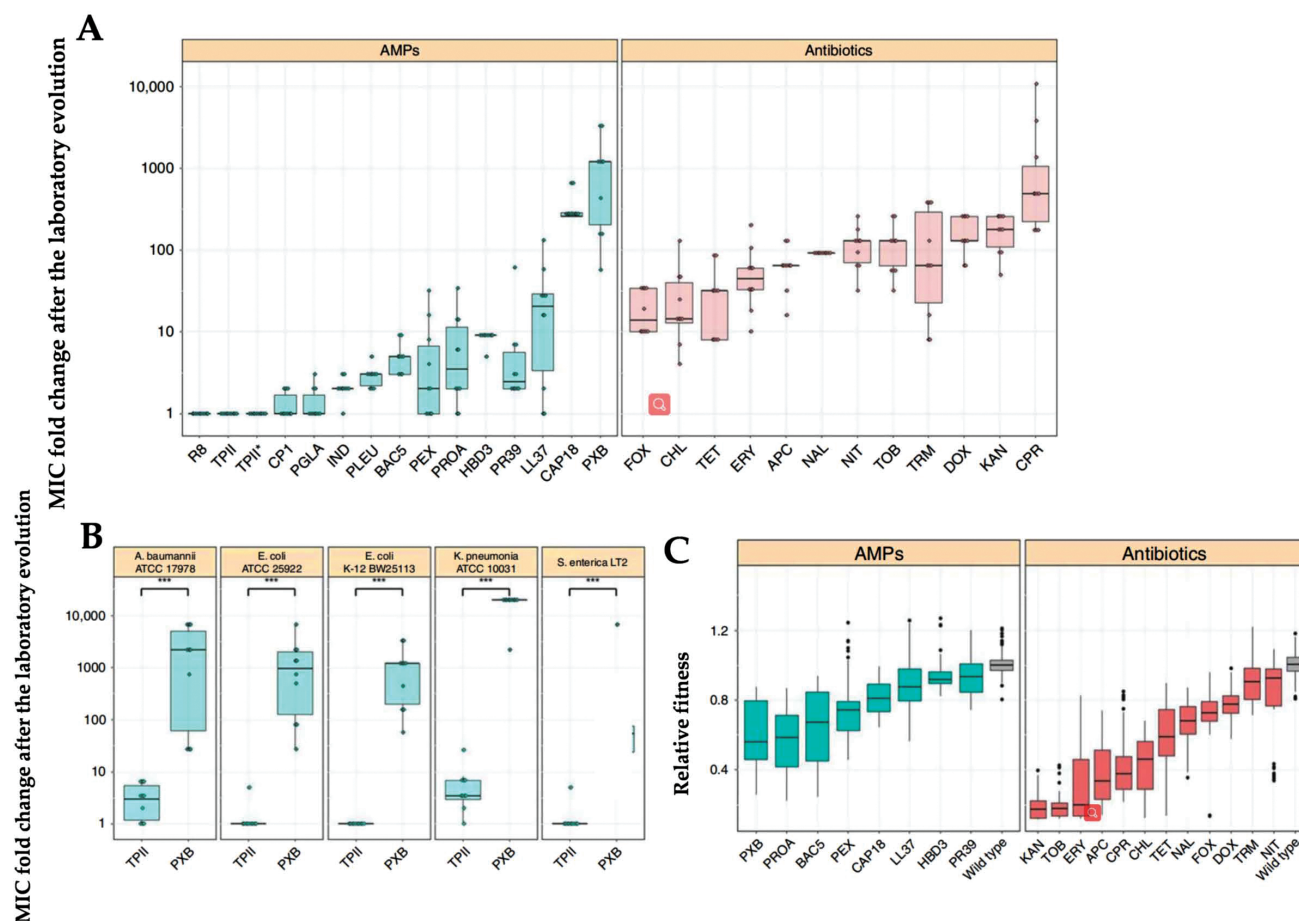 A
AMPs
Antibiotics
MIC fold change after the laboratory evolution
10,000
1000
100
10
1
R8
TPII
TPII*
CP1
PGLA
IND
PLEU
BAC5
PEX
PROA
HBD3
PR39
LL37
CAP18
PXB
FOX
CHL
TET
ERY
APC
NAL
NIT
TOB
TRM
DOX
KAN
CPR
B
MIC fold change after the laboratory evolution
A. baumannii
ATCC 17978
E. coli
ATCC 25922
E. coli
K-12 BW25113
K. pneumonia
ATCC 10031
S. enterica LT2
***
***
***
***
***
10,000
1000
100
10
1
TPII
PXB
TPII
PXB
TPII
PXB
TPII
PXB
TPII
PXB
C
AMPs
Antibiotics
Relative fitness
1.2
0.8
0.4
PXB
PROA
BAC5
PEX
CAP18
LL37
HBD3
PR39
Wild type
KAN
TOB
ERY
APC
CPR
CHL
TET
NAL
FOX
DOX
TRM
NIT
Wild type